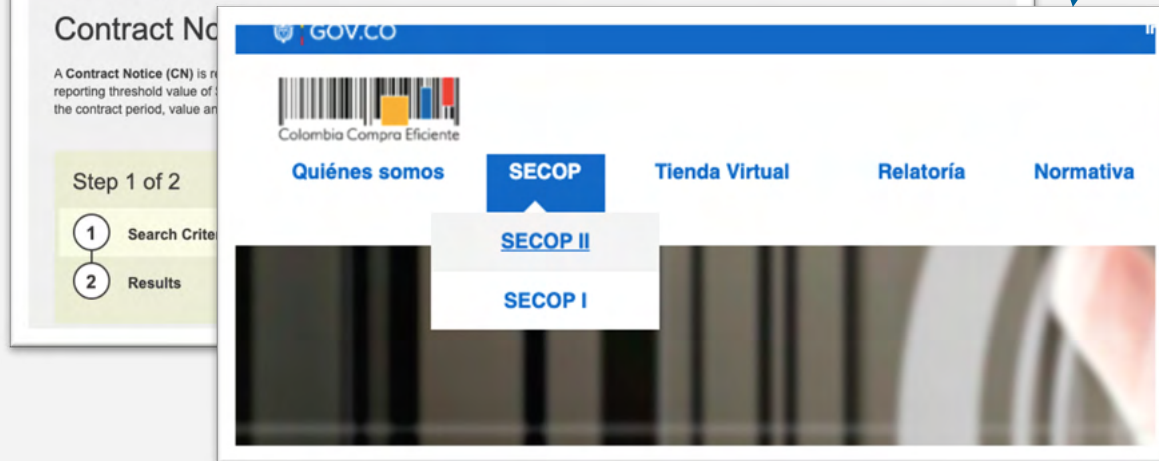 Contract No
A Contract Notice (CN) is re
reporting threshold value of
the contract period, value an
Step 1 of 2
1 Search Crite
2 Results
GOV.CO
Colombia Compra Eficiente
Quiénes somos SECOP Tienda Virtual Relatoría Normativa
SECOP II
SECOP I